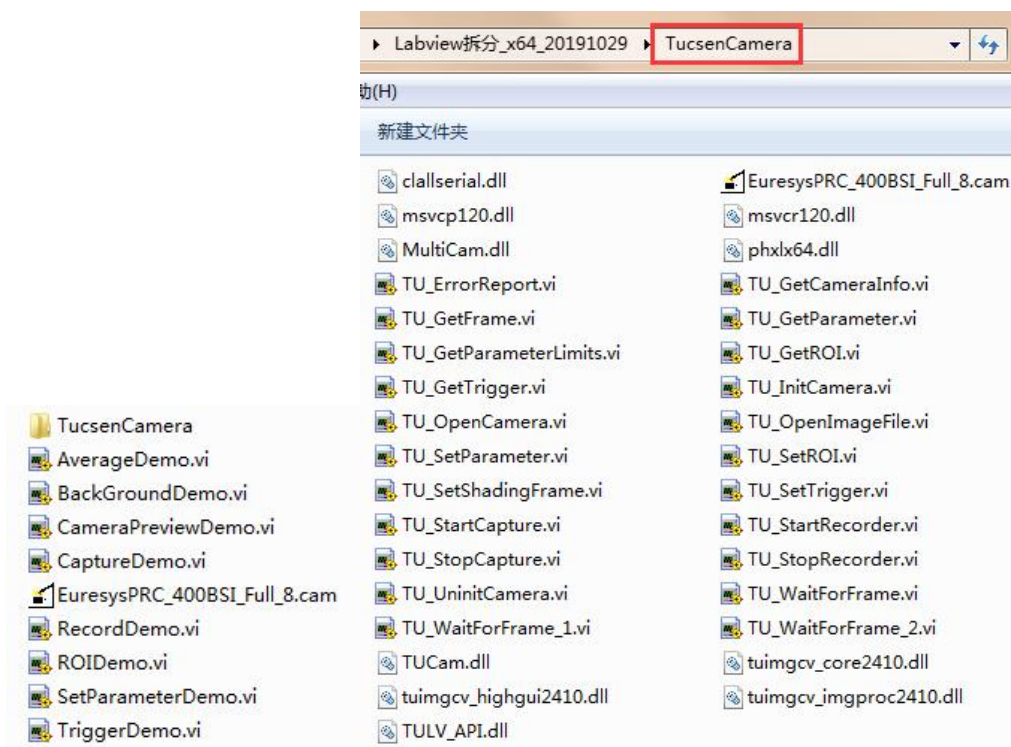 Labview拆分_x64_20191029 TucsenCamera
助(H)
新建文件夹
clallserial.dll EuresysPRC_400BSI_Full_8.cam
msvcp120.dll msvcr120.dll
MultiCam.dll phxlx64.dll
TU_ErrorReport.vi TU_GetCameraInfo.vi
TU_GetFrame.vi TU_GetParameter.vi
TU_GetParameterLimits.vi TU_GetROI.vi
TU_GetTrigger.vi TU_InitCamera.vi
TU_OpenCamera.vi TU_OpenImageFile.vi
TU_SetParameter.vi TU_SetROI.vi
TU_SetShadingFrame.vi TU_SetTrigger.vi
TU_StartCapture.vi TU_StartRecorder.vi
TU_StopCapture.vi TU_StopRecorder.vi
TU_UninitCamera.vi TU_WaitForFrame.vi
TU_WaitForFrame_1.vi TU_WaitForFrame_2.vi
TUCam.dll tuimgcv_core2410.dll
tuimgcv_highgui2410.dll tuimgcv_imgproc2410.dll
TULV_API.dll
TucsenCamera
AverageDemo.vi
BackGroundDemo.vi
CameraPreviewDemo.vi
CaptureDemo.vi
EuresysPRC_400BSI_Full_8.cam
RecordDemo.vi
ROIDemo.vi
SetParameterDemo.vi
TriggerDemo.vi